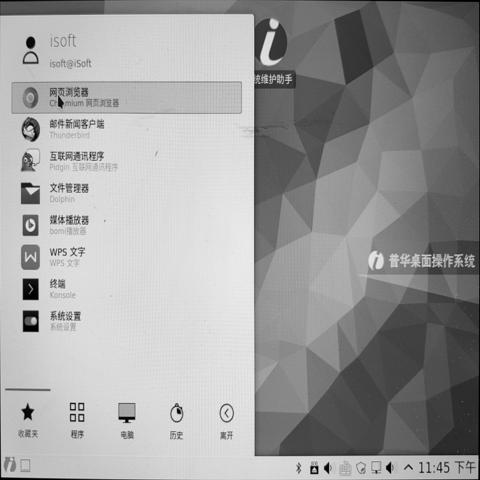 isoft
isoft@iSoft
网页浏览器
Chromium 网页浏览器
邮件新闻客户端
Thunderbird
互联网通讯程序
Pidgin 互联网通讯程序
文件管理器
Dolphin
媒体播放器
bomi播放器
WPS 文字
WPS 文字
终端
Konsole
系统设置
系统设置
收藏夹
程序
电脑
历史
离开
统维护助手
普华桌面操作系统
11:45 下午